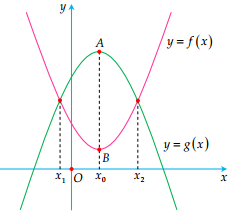 y
A
y = f(x)
B
y = g(x)
x₁ O x₀ x₂ x